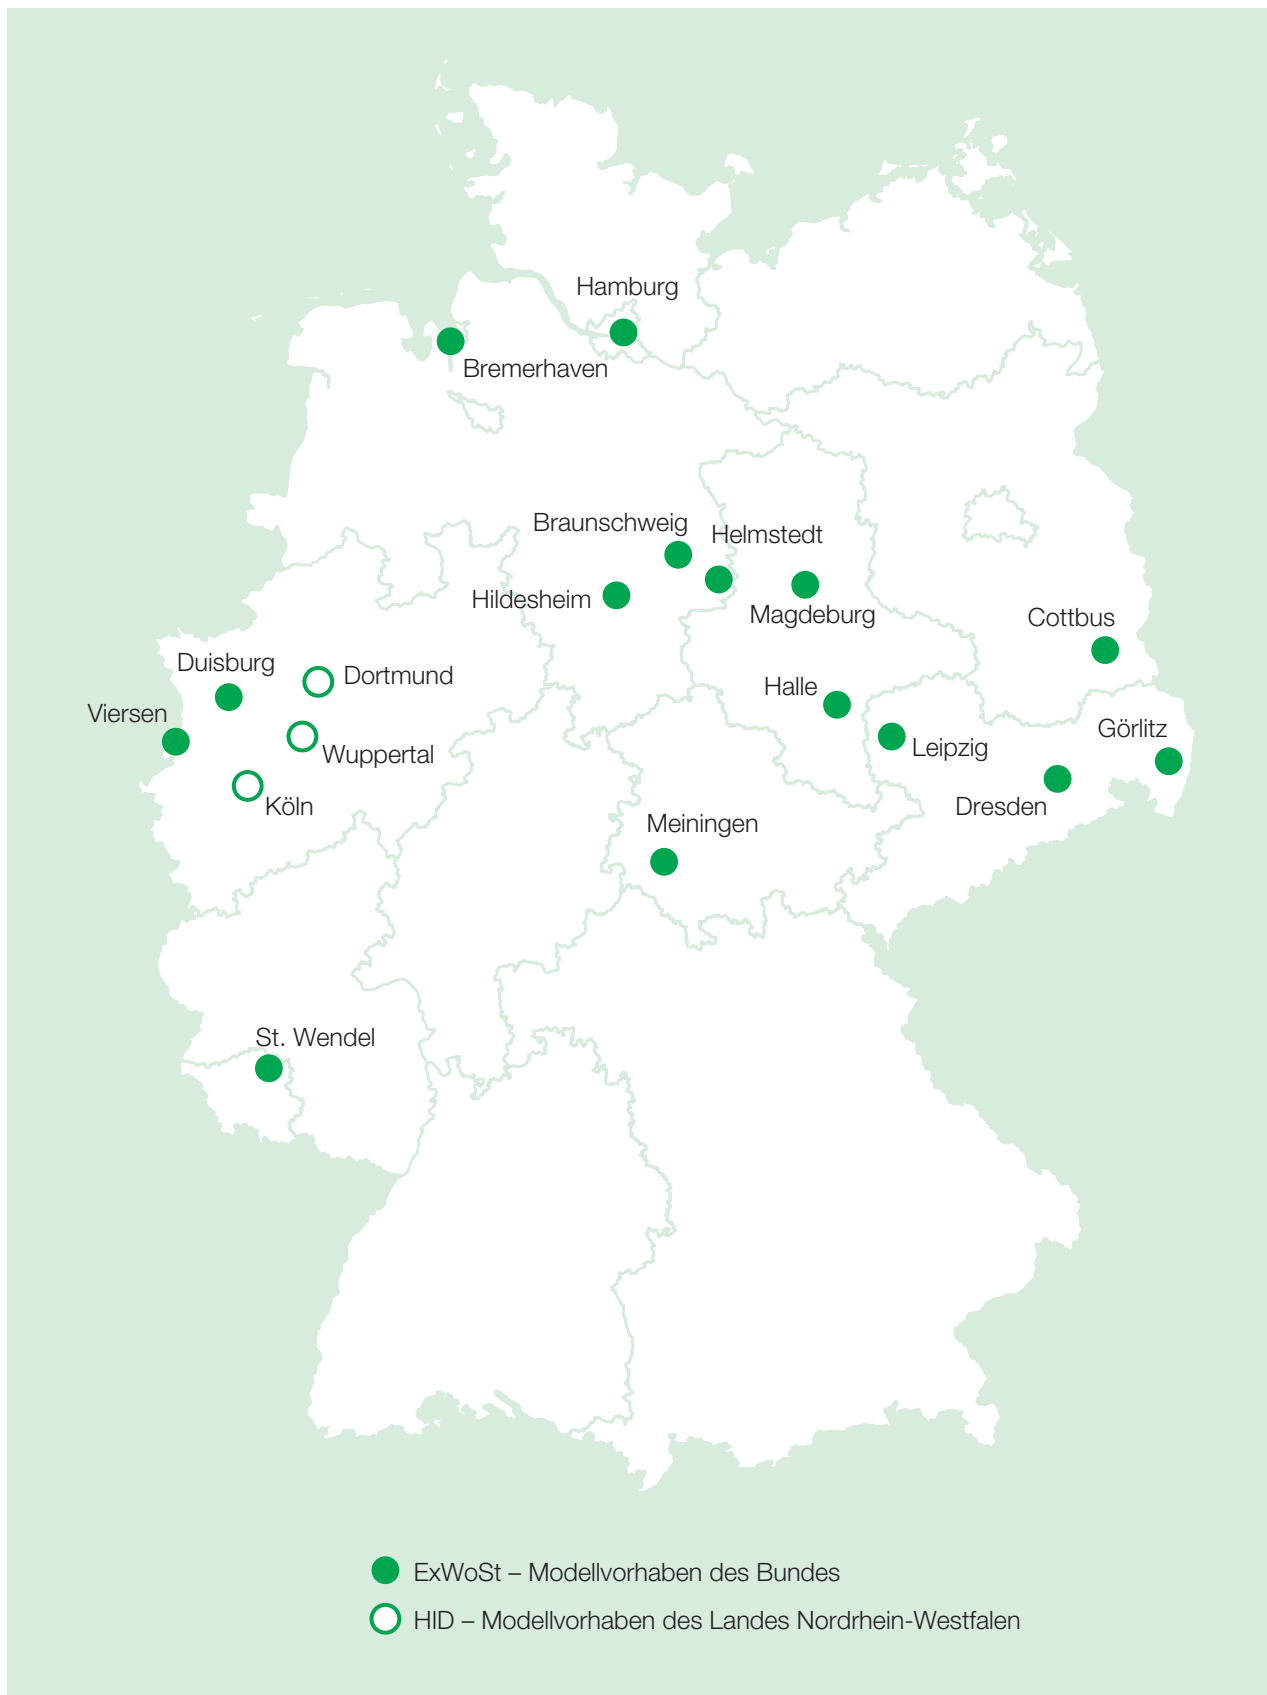 Hamburg
Bremerhaven
Braunschweig
Helmstedt
Hildesheim
Magdeburg
Cottbus
Duisburg
Dortmund
Halle
Viersen
Görlitz
Wuppertal
Leipzig
Köln
Dresden
Meiningen
St. Wendel
ExWoSt – Modellvorhaben des Bundes
HID – Modellvorhaben des Landes Nordrhein-Westfalen